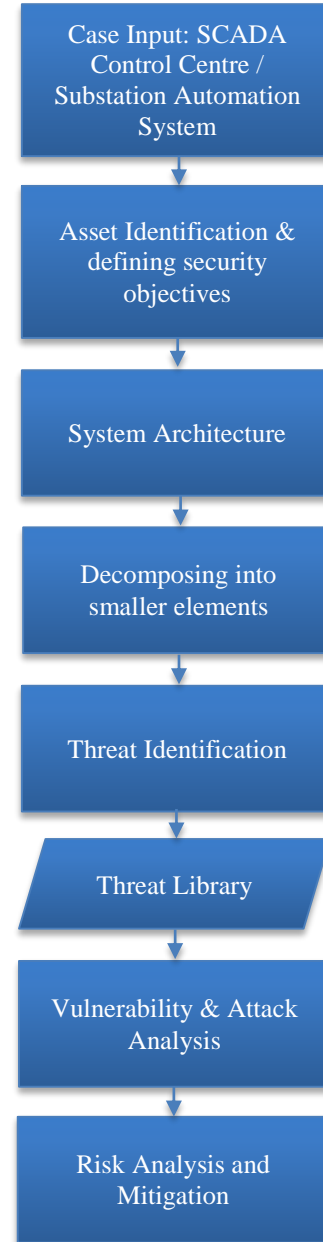 Case Input: SCADA
Control Centre /
Substation Automation
System
Asset Identification &
defining security
objectives
System Architecture
Decomposing into
smaller elements
Threat Identification
Threat Library
Vulnerability & Attack
Analysis
Risk Analysis and
Mitigation